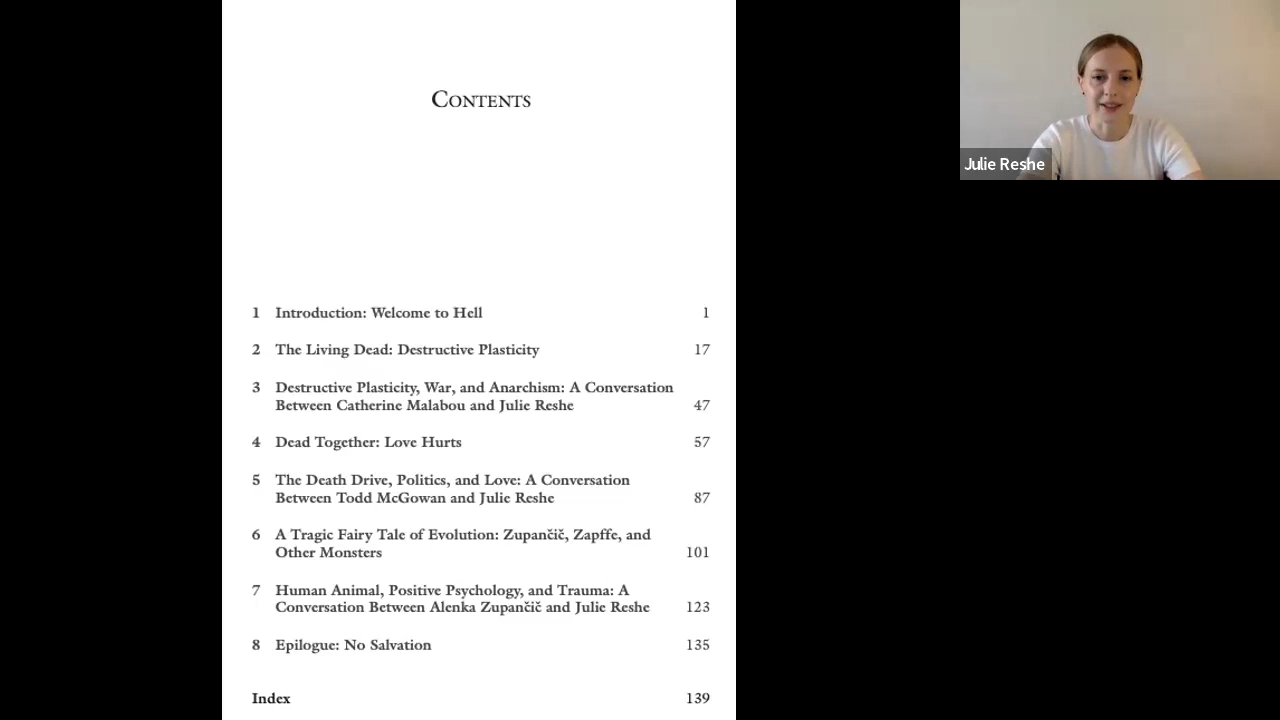 CONTENTS
1 Introduction: Welcome to Hell 1
2 The Living Dead: Destructive Plasticity 17
3 Destructive Plasticity, War, and Anarchism: A Conversation
Between Catherine Malabou and Julie Reshe 47
4 Dead Together: Love Hurts 57
5 The Death Drive, Politics, and Love: A Conversation
Between Todd McGowan and Julie Reshe 87
6 A Tragic Fairy Tale of Evolution: Zupančič, Zapffe, and
Other Monsters 101
7 Human Animal, Positive Psychology, and Trauma: A
Conversation Between Alenka Zupančič and Julie Reshe 123
8 Epilogue: No Salvation 135
Index 139
Julie Reshe